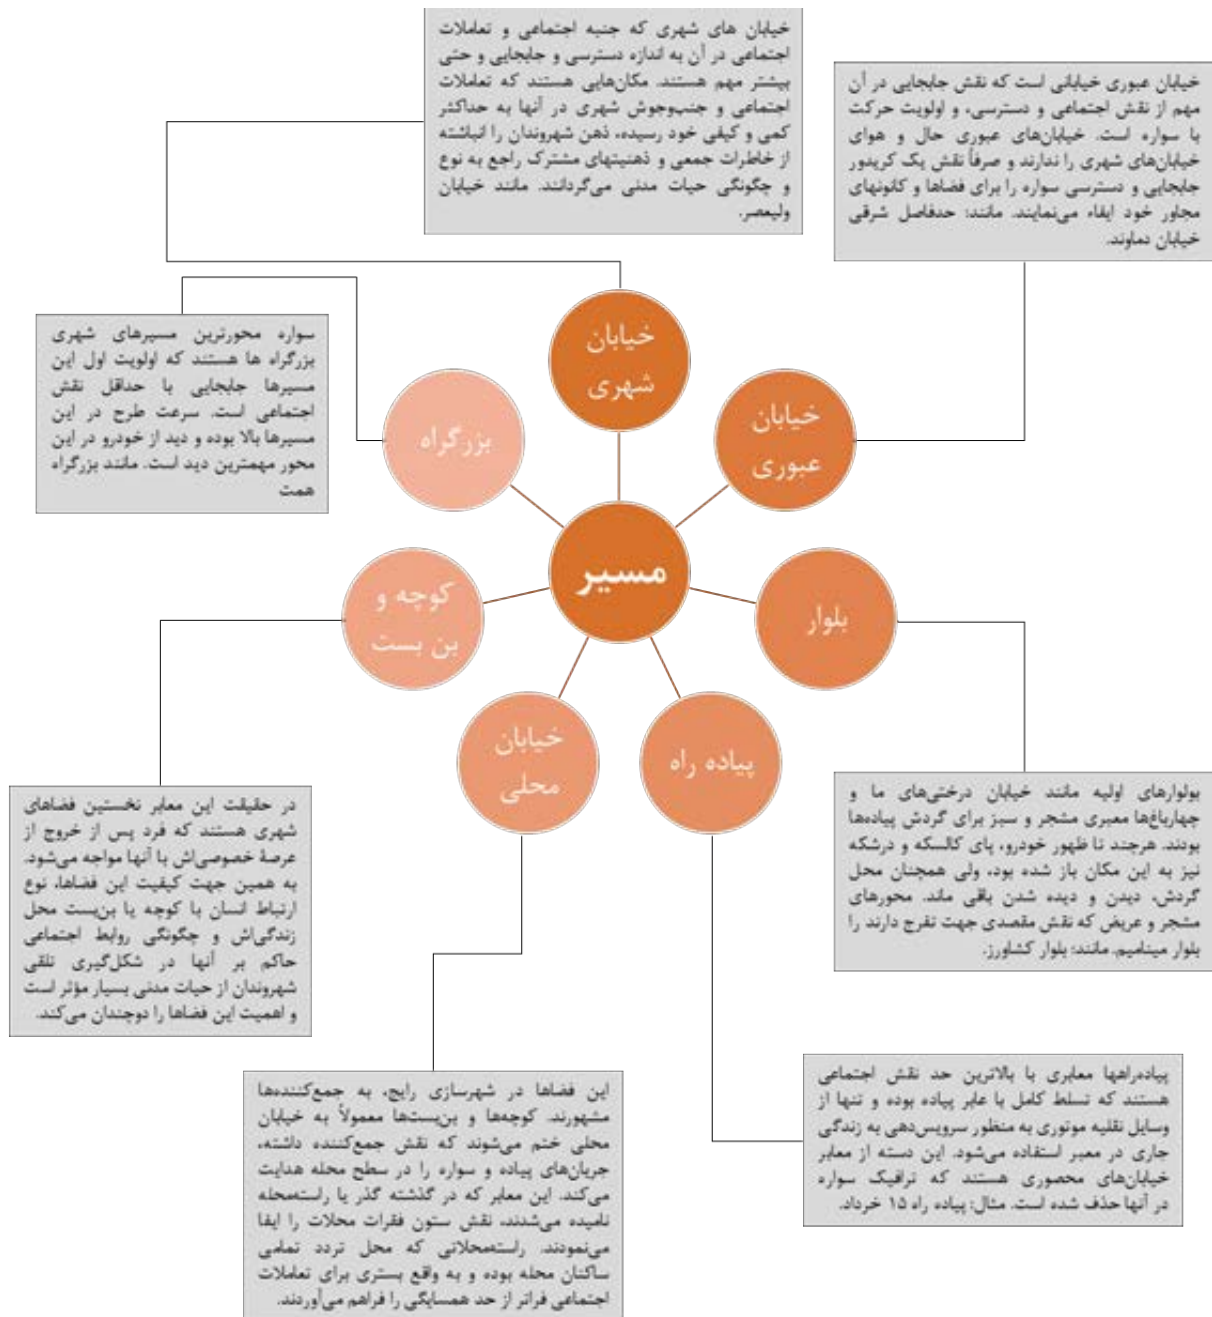 خیابان های شهری که جنبه اجتماعی و تعاملات
اجتماعی در آن به اندازه دسترسی و جابجایی و حتی
بیشتر مهم هستند. مکان‌هایی هستند که تعاملات
اجتماعی و جنب‌وجوش شهری در آنها به حداکثر
کمی و کیفی خود رسیده، ذهن شهروندان را انباشته
از خاطرات جمعی و ذهنیتهای مشترک راجع به نوع
و چگونگی حیات مدنی می‌گردانند. مانند خیابان
ولیعصر.
خیابان عبوری خیابانی است که نقش جابجایی در آن
مهم از نقش اجتماعی و دسترسی، و اولویت حرکت
با سواره است. خیابان‌های عبوری حال و هوای
خیابان‌های شهری را ندارند و صرفاً نقش یک کریدور
جابجایی و دسترسی سواره را برای فضاها و کانونهای
مجاور خود ایفاء می‌نمایند. مانند: حدفاصل شرقی
خیابان دماوند.
سواره محورترین مسیرهای شهری
بزرگراه ها هستند که اولویت اول این
مسیرها جابجایی با حداقل نقش
اجتماعی است. سرعت طرح در این
مسیرها بالا بوده و دید از خودرو در این
محور مهمترین دید است. مانند بزرگراه
همت
خیابان
شهری
خیابان
عبوری
بزرگراه
مسیر
کوچه و
بن بست
بلوار
خیابان
محلی
پیاده راه
بولوارهای اولیه مانند خیابان درختی‌های ما و
چهارباغ‌ها معبری مشجر و سبز برای گردش پیاده‌ها
بودند. هرچند تا ظهور خودرو، پای کالسکه و درشکه
نیز به این مکان باز شده بود، ولی همچنان محل
گردش، دیدن و دیده شدن باقی ماند. محورهای
مشجر و عریض که نقش مقصدی جهت تفرج دارند را
بلوار مینامیم. مانند: بلوار کشاورز.
در حقیقت این معابر نخستین فضاهای
شهری هستند که فرد پس از خروج از
عرصهٔ خصوصی‌اش با آنها مواجه می‌شود.
به همین جهت کیفیت این فضاها، نوع
ارتباط انسان با کوچه یا بن‌بست محل
زندگی‌اش و چگونگی روابط اجتماعی
حاکم بر آنها در شکل‌گیری تلقی
شهروندان از حیات مدنی بسیار مؤثر است
و اهمیت این فضاها را دوچندان می‌کند.
پیاده‌راهها معابری با بالاترین حد نقش اجتماعی
هستند که تسلط کامل با عابر پیاده بوده و تنها از
وسایل نقلیه موتوری به منظور سرویس‌دهی به زندگی
جاری در معبر استفاده می‌شود. این دسته از معابر
خیابان‌های محصوری هستند که ترافیک سواره
در آنها حذف شده است. مثال: پیاده راه ۱۵ خرداد.
این فضاها در شهرسازی رایج، به جمع‌کننده‌ها
مشهورند. کوچه‌ها و بن‌بست‌ها معمولاً به خیابان
محلی ختم می‌شوند که نقش جمع‌کننده داشته،
جریان‌های پیاده و سواره را در سطح محله هدایت
می‌کند. این معابر که در گذشته گذر یا راسته‌محله
نامیده می‌شدند، نقش ستون فقرات محلات را ایفا
می‌نمودند. راسته‌محلاتی که محل تردد تمامی
ساکنان محله بوده و به واقع بستری برای تعاملات
اجتماعی فراتر از حد همسایگی را فراهم می‌آوردند.